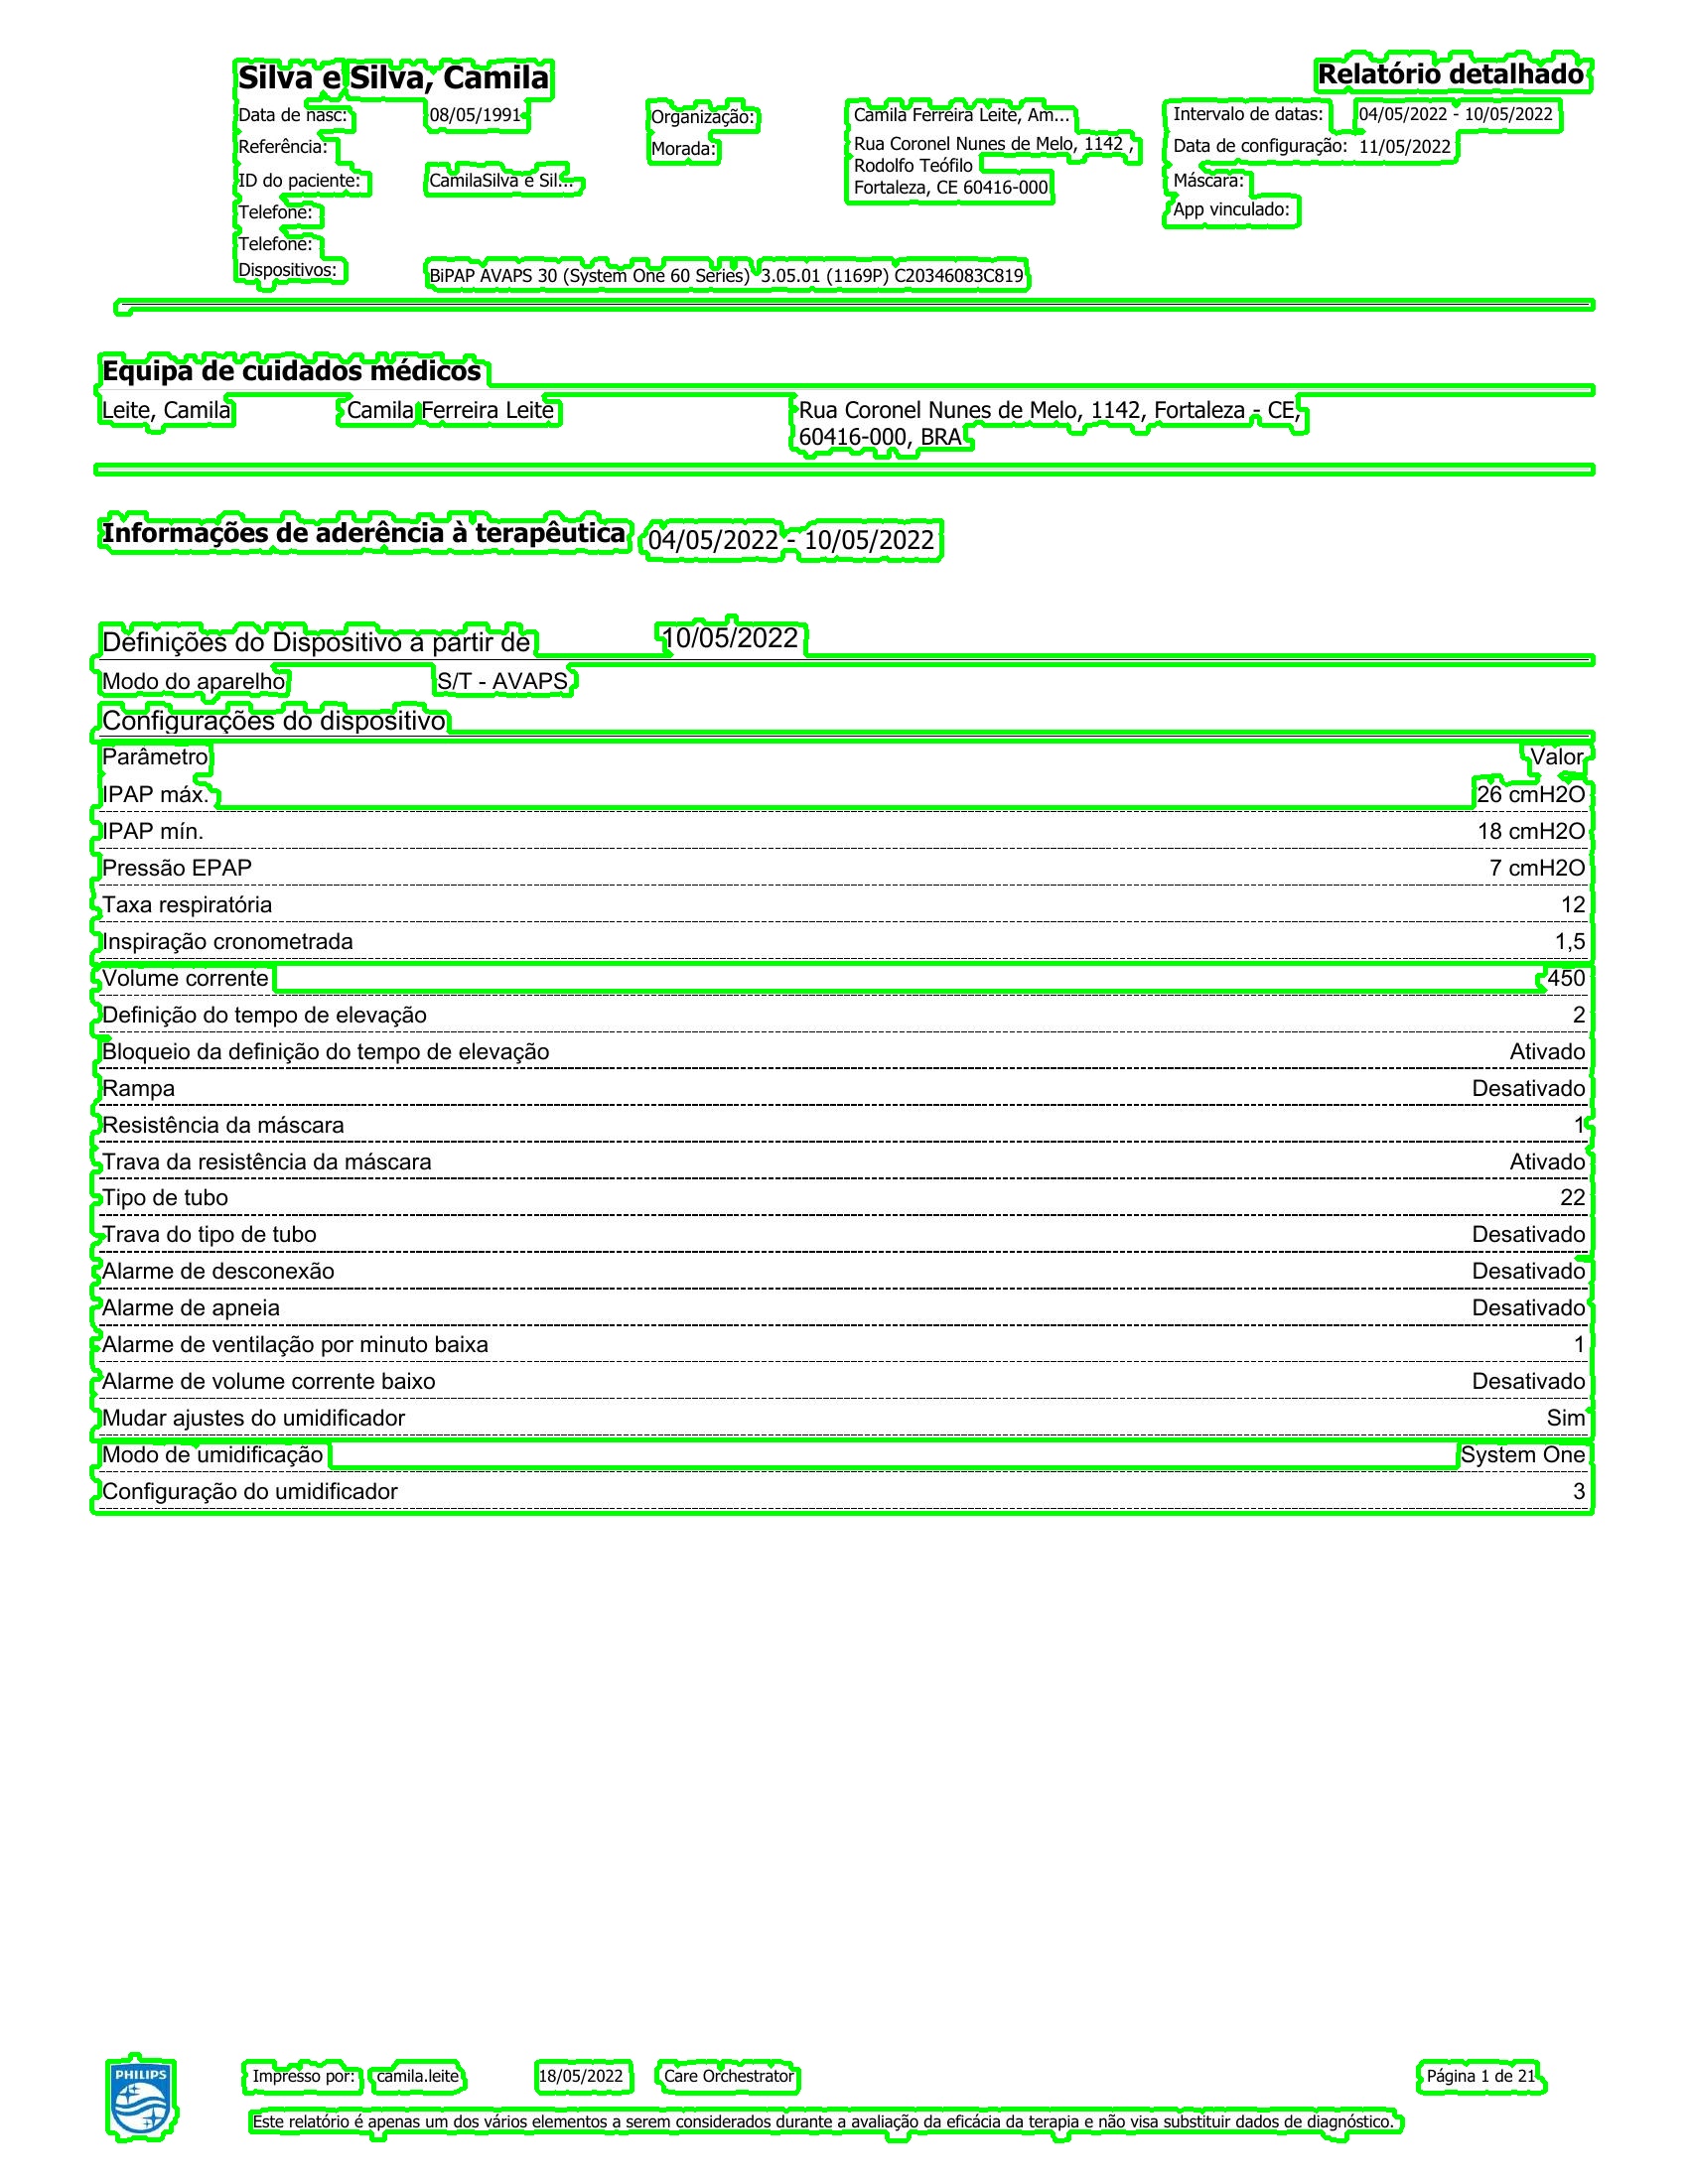 Silva e Silva, Camila
Relatório detalhado
Data de nasc: 08/05/1991
Referência:
ID do paciente: CamilaSilva e Sil...
Telefone:
Telefone:
Dispositivos: BiPAP AVAPS 30 (System One 60 Series) 3.05.01 (1169P) C20346083C819
Organização: Camila Ferreira Leite, Am...
Morada: Rua Coronel Nunes de Melo, 1142 ,
Rodolfo Teófilo
Fortaleza, CE 60416-000
Intervalo de datas: 04/05/2022 - 10/05/2022
Data de configuração: 11/05/2022
Máscara:
App vinculado:
Equipa de cuidados médicos
Leite, Camila Camila Ferreira Leite Rua Coronel Nunes de Melo, 1142, Fortaleza - CE,
60416-000, BRA
Informações de aderência à terapêutica 04/05/2022 - 10/05/2022
Definições do Dispositivo a partir de 10/05/2022
Modo do aparelho S/T - AVAPS
Configurações do dispositivo
Parâmetro Valor
IPAP máx. 26 cmH2O
IPAP mín. 18 cmH2O
Pressão EPAP 7 cmH2O
Taxa respiratória 12
Inspiração cronometrada 1,5
Volume corrente 450
Definição do tempo de elevação 2
Bloqueio da definição do tempo de elevação Ativado
Rampa Desativado
Resistência da máscara 1
Trava da resistência da máscara Ativado
Tipo de tubo 22
Trava do tipo de tubo Desativado
Alarme de desconexão Desativado
Alarme de apneia Desativado
Alarme de ventilação por minuto baixa 1
Alarme de volume corrente baixo Desativado
Mudar ajustes do umidificador Sim
Modo de umidificação System One
Configuração do umidificador 3
PHILIPS
Impresso por: camila.leite 18/05/2022 Care Orchestrator Página 1 de 21
Este relatório é apenas um dos vários elementos a serem considerados durante a avaliação da eficácia da terapia e não visa substituir dados de diagnóstico.